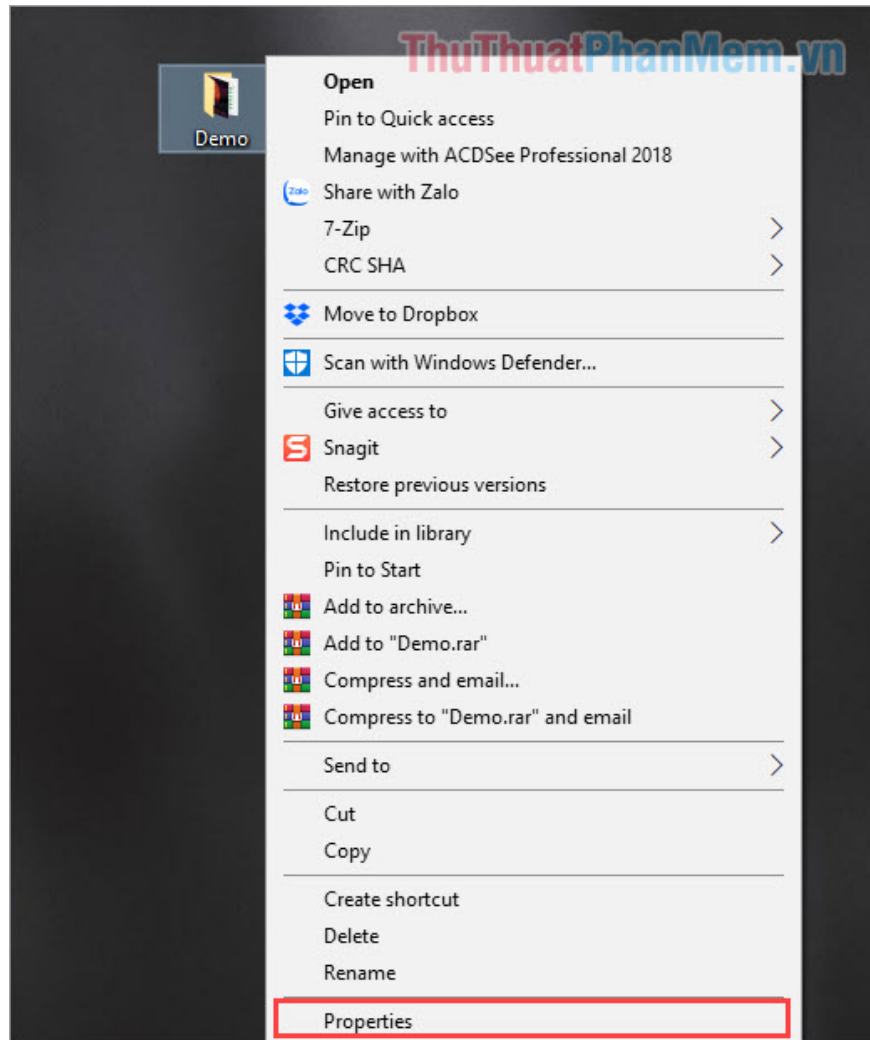 ThuThuatPhanMem.vn
Demo
Open
Pin to Quick access
Manage with ACDSee Professional 2018
Zalo
Share with Zalo
7-Zip
CRC SHA
Move to Dropbox
Scan with Windows Defender...
Give access to
Snagit
Restore previous versions
Include in library
Pin to Start
Add to archive...
Add to "Demo.rar"
Compress and email...
Compress to "Demo.rar" and email
Send to
Cut
Copy
Create shortcut
Delete
Rename
Properties